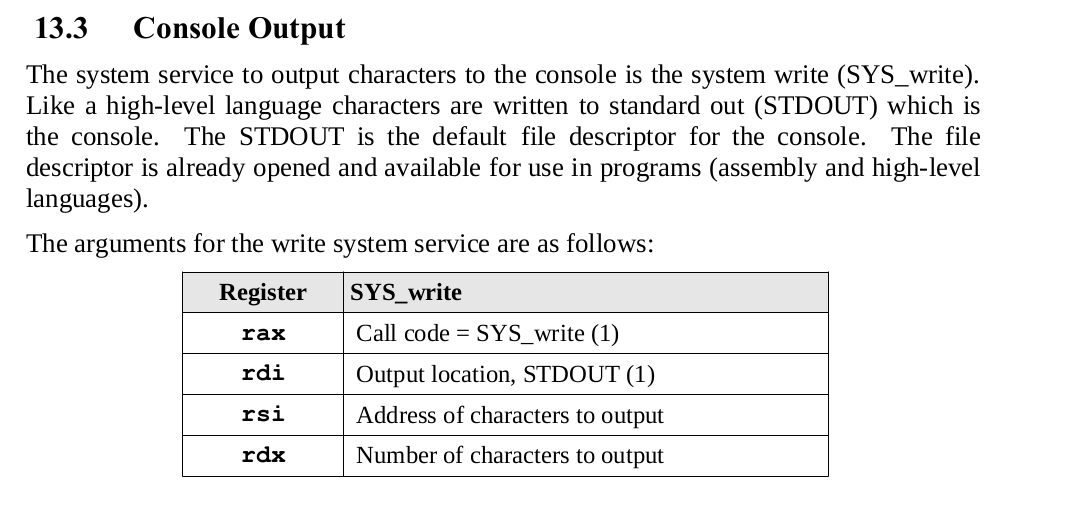 13.3 Console Output
The system service to output characters to the console is the system write (SYS_write).
Like a high-level language characters are written to standard out (STDOUT) which is
the console. The STDOUT is the default file descriptor for the console. The file
descriptor is already opened and available for use in programs (assembly and high-level
languages).
The arguments for the write system service are as follows:
Register SYS_write
rax Call code = SYS_write (1)
rdi Output location, STDOUT (1)
rsi Address of characters to output
rdx Number of characters to output